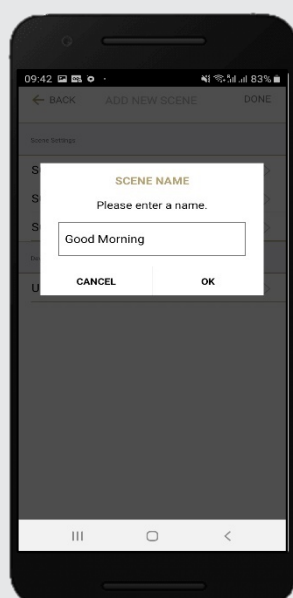 09:42 83%
BACK ADD NEW SCENE DONE
Scene Settings
S
S
S
SCENE NAME
Please enter a name.
Good Morning
CANCEL OK
U